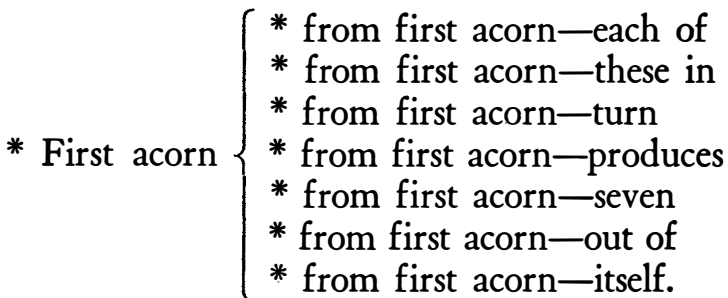 * from first acorn—each of
* from first acorn—these in
* from first acorn—turn
* First acorn { * from first acorn—produces
* from first acorn—seven
* from first acorn—out of
* from first acorn—itself.